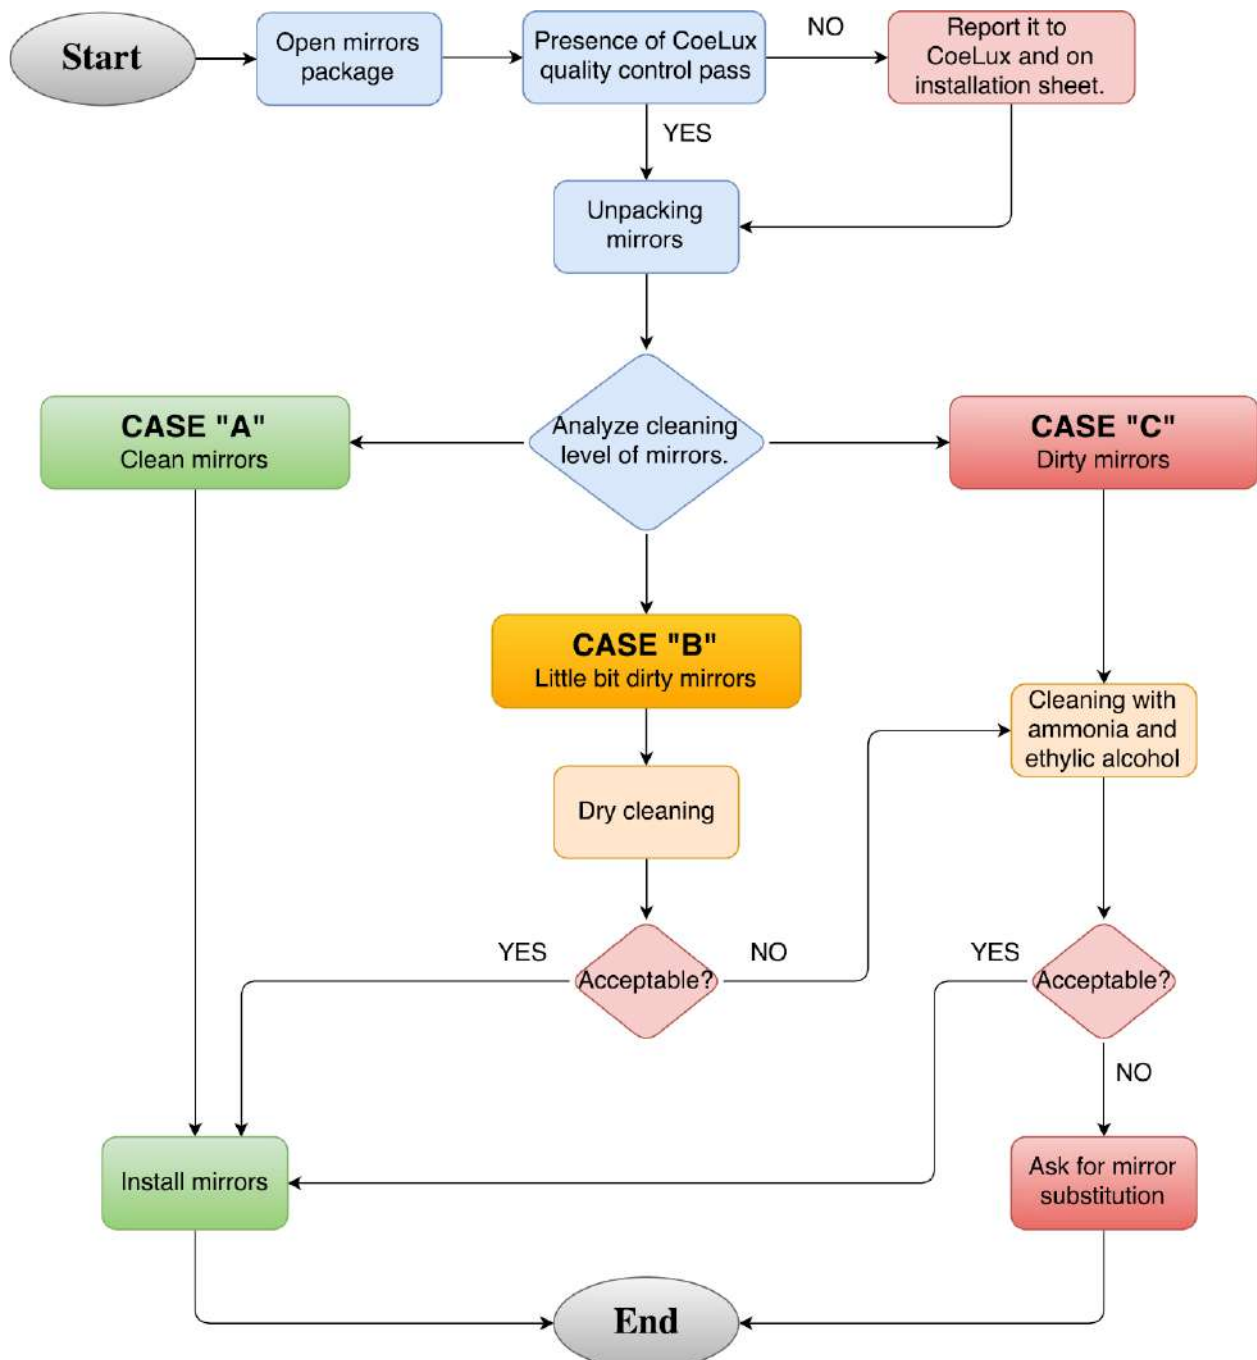 Start
Open mirrors
package
Presence of CoeLux
quality control pass
NO
Report it to
CoeLux and on
installation sheet.
YES
Unpacking
mirrors
CASE "A"
Clean mirrors
Analyze cleaning
level of mirrors.
CASE "C"
Dirty mirrors
CASE "B"
Little bit dirty mirrors
Cleaning with
ammonia and
ethylic alcohol
Dry cleaning
YES
Acceptable?
NO
YES
Acceptable?
NO
Install mirrors
Ask for mirror
substitution
End